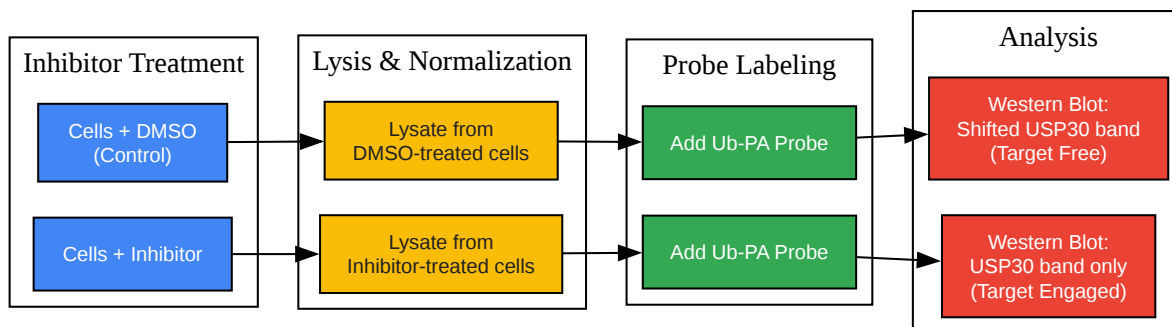 Inhibitor Treatment
Cells + DMSO
(Control)
Cells + Inhibitor
Lysis & Normalization
Lysate from
DMSO-treated cells
Lysate from
Inhibitor-treated cells
Probe Labeling
Add Ub-PA Probe
Add Ub-PA Probe
Analysis
Western Blot:
Shifted USP30 band
(Target Free)
Western Blot:
USP30 band only
(Target Engaged)